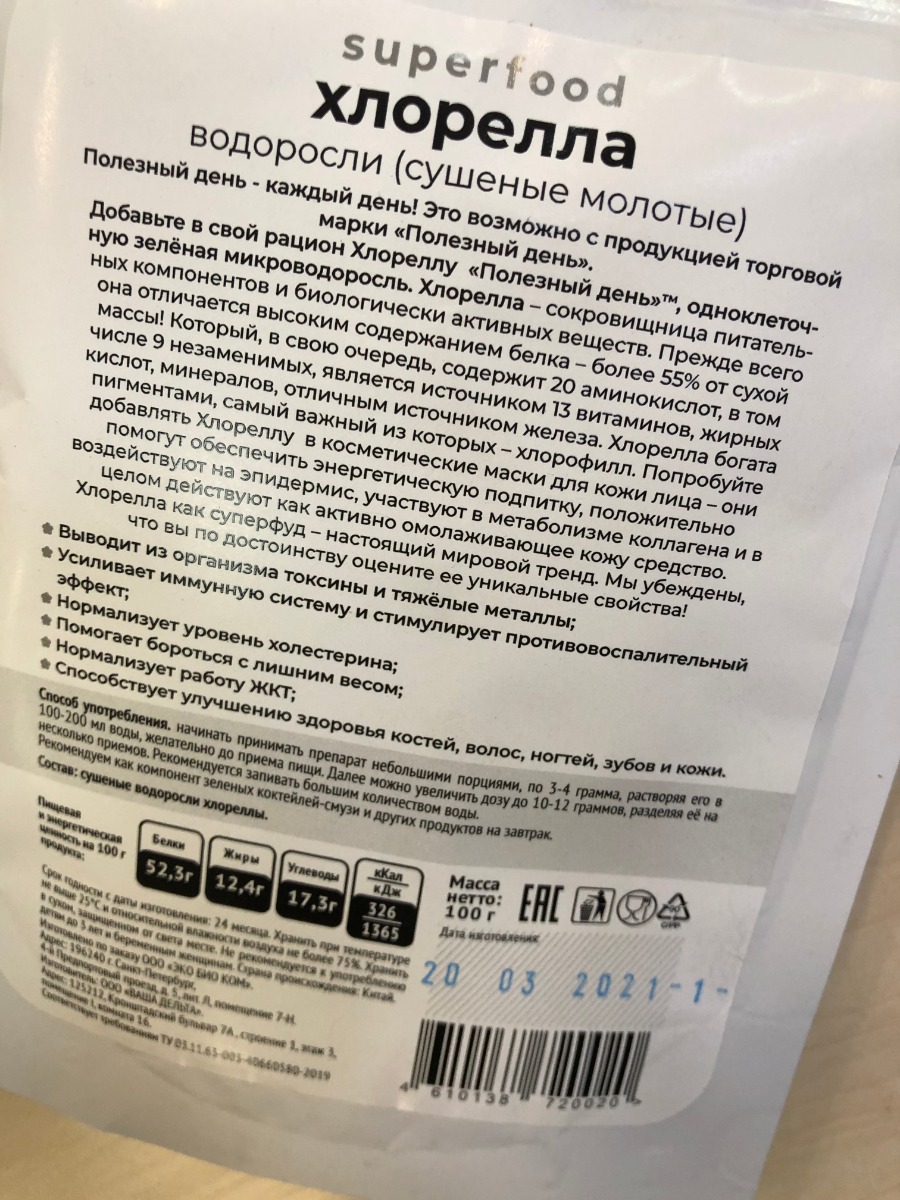 superfood
хлорелла
водоросли (сушеные молотые)
Полезный день - каждый день! Это возможно с продукцией торговой
марки «Полезный день».
Добавьте в свой рацион Хлореллу «Полезный день»™, одноклеточ-
ную зелёная микроводоросль. Хлорелла – сокровищница питатель-
ных компонентов и биологически активных веществ. Прежде всего
она отличается высоким содержанием белка – более 55% от сухой
массы! Который, в свою очередь, содержит 20 аминокислот, в том
числе 9 незаменимых, является источником 13 витаминов, жирных
кислот, минералов, отличным источником железа. Хлорелла богата
пигментами, самый важный из которых – хлорофилл. Попробуйте
добавлять Хлореллу в косметические маски для кожи лица – они
помогут обеспечить энергетическую подпитку, положительно
воздействуют на эпидермис, участвуют в метаболизме коллагена и в
целом действуют как активно омолаживающее кожу средство.
Хлорелла как суперфуд – настоящий мировой тренд. Мы убеждены,
что вы по достоинству оцените ее уникальные свойства!
Выводит из организма токсины и тяжёлые металлы;
Усиливает иммунную систему и стимулирует противовоспалительный
эффект;
Нормализует уровень холестерина;
Помогает бороться с лишним весом;
Нормализует работу ЖКТ;
Способствует улучшению здоровья костей, волос, ногтей, зубов и кожи.
Способ употребления. начинать принимать препарат небольшими порциями, по 3-4 грамма, растворяя его в
100-200 мл воды, желательно до приема пищи. Далее можно увеличить дозу до 10-12 граммов, разделяя её на
несколько приемов. Рекомендуется запивать большим количеством воды.
Рекомендуем как компонент зеленых коктейлей-смузи и других продуктов на завтрак.
Состав: сушеные водоросли хлореллы.
Пищевая
и энергетическая
ценность на 100 г
продукта:
Белки
52,3г
Жиры
12,4г
Углеводы
17,3г
кКал
кДж
326
1365
Масса
нетто:
100 г
EAC
Дата изготовления
20 03 2021-1-
Срок годности с даты изготовления: 24 месяца. Хранить при температуре
не выше 25°С и относительной влажности воздуха не более 75%. Хранить
в сухом, защищенном от света месте. Не рекомендуется к употреблению
детям до 3 лет и беременным женщинам. Страна происхождения: Китай.
Изготовлено по заказу ООО «ЭКО БИО КОМ».
Адрес: 196240 г. Санкт-Петербург,
4-й Предпортовый проезд, д. 5, лит. Л, помещение 7-Н.
Изготовитель: ООО «ВАША ДЕЛЬТА».
Адрес: 125212, Кронштадский бульвар 7А, строение 1, этаж 3,
помещение I, комната 16.
Соответствует требованиям ТУ 03.11.63-003-40660580-2019
4 610138 720020 >